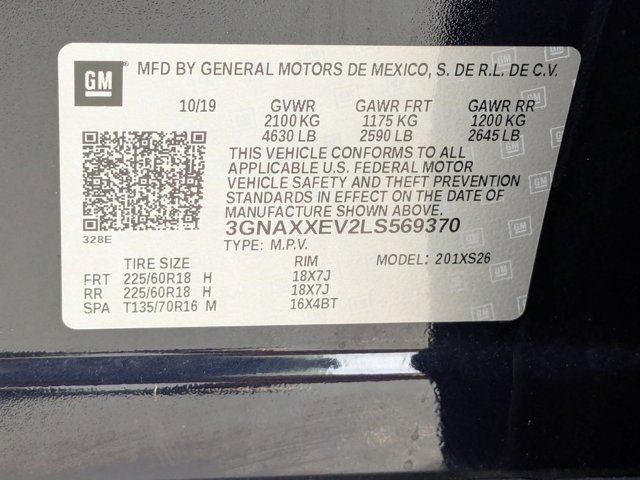 GM MFD BY GENERAL MOTORS DE MEXICO, S. DE R.L. DE C.V.
10/19 GVWR GAWR FRT GAWR RR
2100 KG 1175 KG 1200 KG
4630 LB 2590 LB 2645 LB
THIS VEHICLE CONFORMS TO ALL
APPLICABLE U.S. FEDERAL MOTOR
VEHICLE SAFETY AND THEFT PREVENTION
STANDARDS IN EFFECT ON THE DATE OF
MANUFACTURE SHOWN ABOVE.
3GNAXXEV2LS569370
328E
TYPE: M.P.V. MODEL: 201XS26
TIRE SIZE RIM
FRT 225/60R18 H 18X7J
RR 225/60R18 H 18X7J
SPA T135/70R16 M 16X4BT